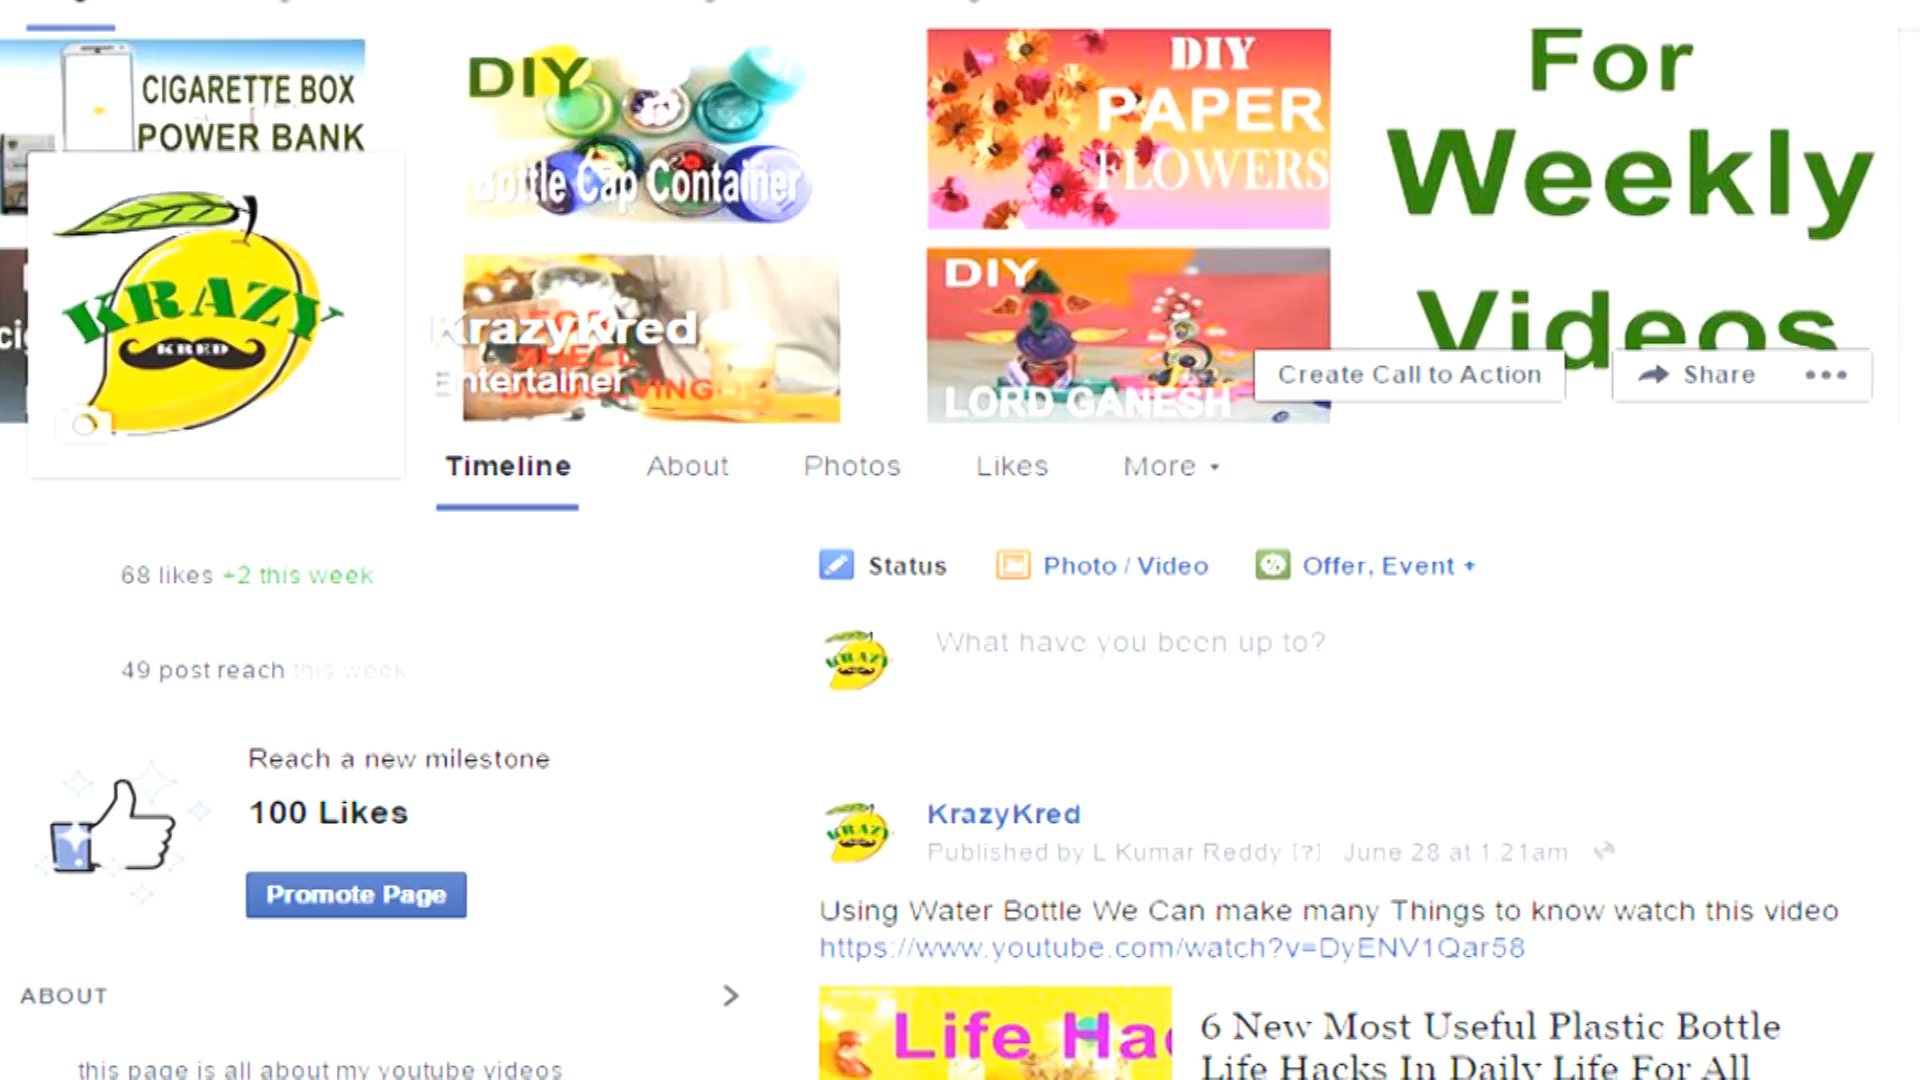 CIGARETTE BOX
POWER BANK
DIY
Bottle Cap Container
DIY
PAPER
FLOWERS
For
Weekly
Videos
KRAZY
KRED
KrazyKred
Entertainer
DIY
LORD GANESH
Create Call to Action
Share
Timeline
About
Photos
Likes
More
68 likes +2 this week
49 post reach this week
Status
Photo / Video
Offer, Event +
KRAZY
What have you been up to?
Reach a new milestone
100 Likes
Promote Page
KRAZY
KrazyKred
Published by L Kumar Reddy [?] June 28 at 1:21am
Using Water Bottle We Can make many Things to know watch this video
https://www.youtube.com/watch?v=DyENV1Qar58
ABOUT
this page is all about my youtube videos
Life Hac
6 New Most Useful Plastic Bottle
Life Hacks In Daily Life For All